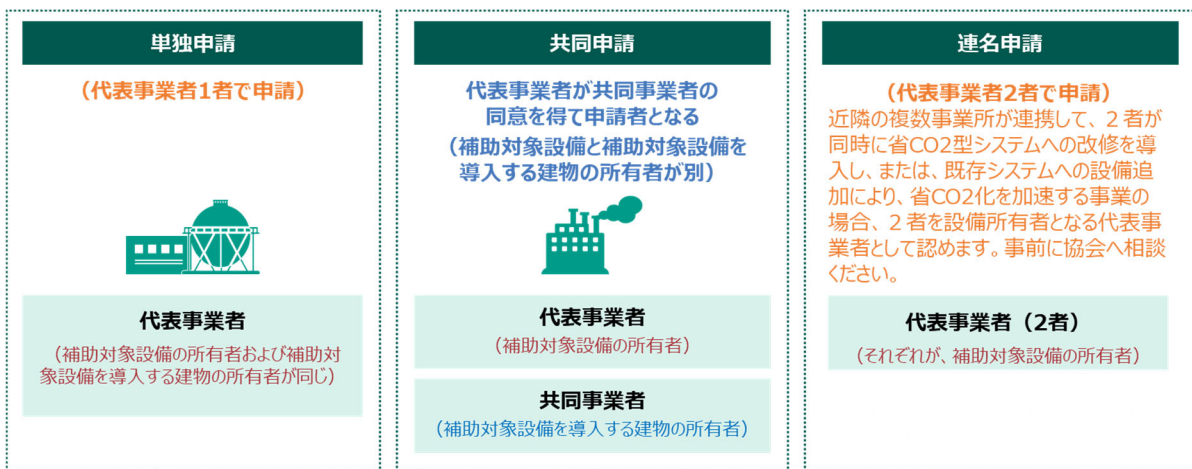 単独申請
（代表事業者1者で申請）
代表事業者
（補助対象設備の所有者および補助対
象設備を導入する建物の所有者が同じ）
共同申請
代表事業者が共同事業者の
同意を得て申請者となる
（補助対象設備と補助対象設備を
導入する建物の所有者が別）
代表事業者
（補助対象設備の所有者）
共同事業者
（補助対象設備を導入する建物の所有者）
連名申請
（代表事業者2者で申請）
近隣の複数事業所が連携して、２者が
同時に省CO2型システムへの改修を導
入し、または、既存システムへの設備追
加により、省CO2化を加速する事業の
場合、２者を設備所有者となる代表事
業者として認めます。事前に協会へ相談
ください。
代表事業者（2者）
（それぞれが、補助対象設備の所有者）